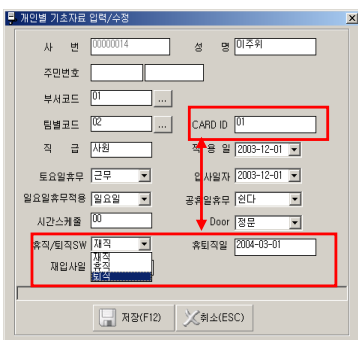 개인별 기초자료 입력/수정
사 번 00000014 성 명 이주위
주민번호
부서코드 01 ...
팀별코드 02 ... CARD ID 01
직 급 사원 적 용 일 2003-12-01
토요일휴무 근무 입사일자 2003-12-01
일요일휴무적용 일요일 공휴일휴무 쉰다
시간스케줄 00 Door 정문
휴직/퇴직SW 재직 휴퇴직일 2004-03-01
재직
재입사일 휴직
퇴직
저장(F12) 취소(ESC)